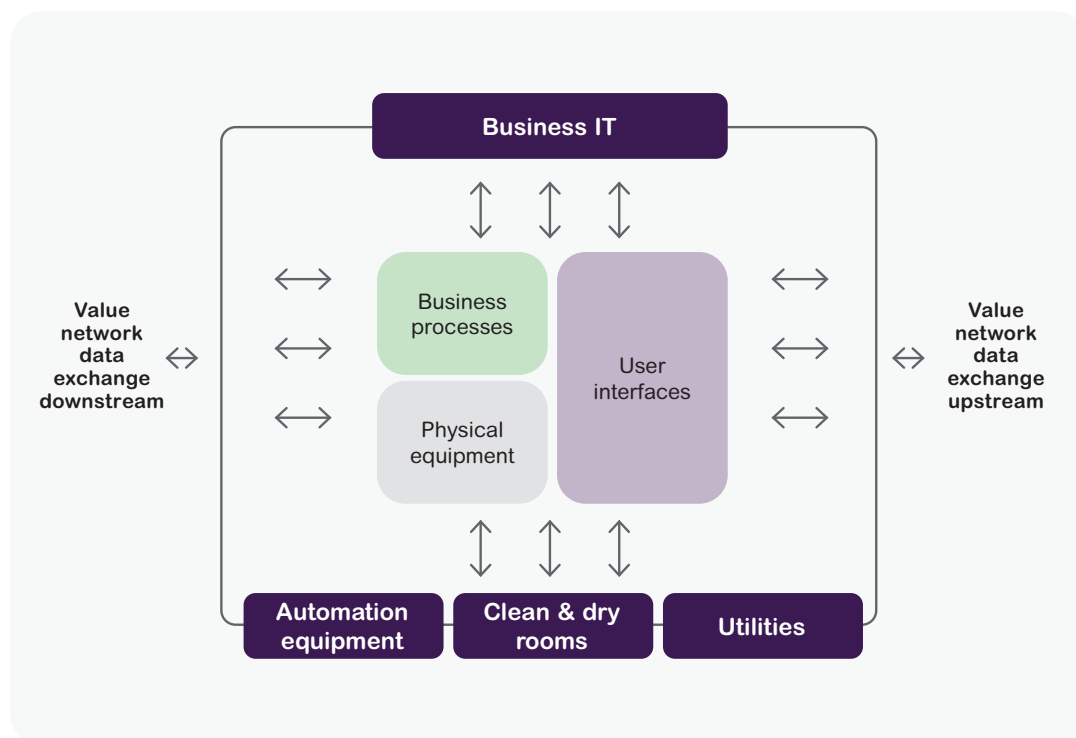 Business IT
Value
network
data
exchange
downstream
Business
processes
Physical
equipment
User
interfaces
Value
network
data
exchange
upstream
Automation
equipment
Clean & dry
rooms
Utilities